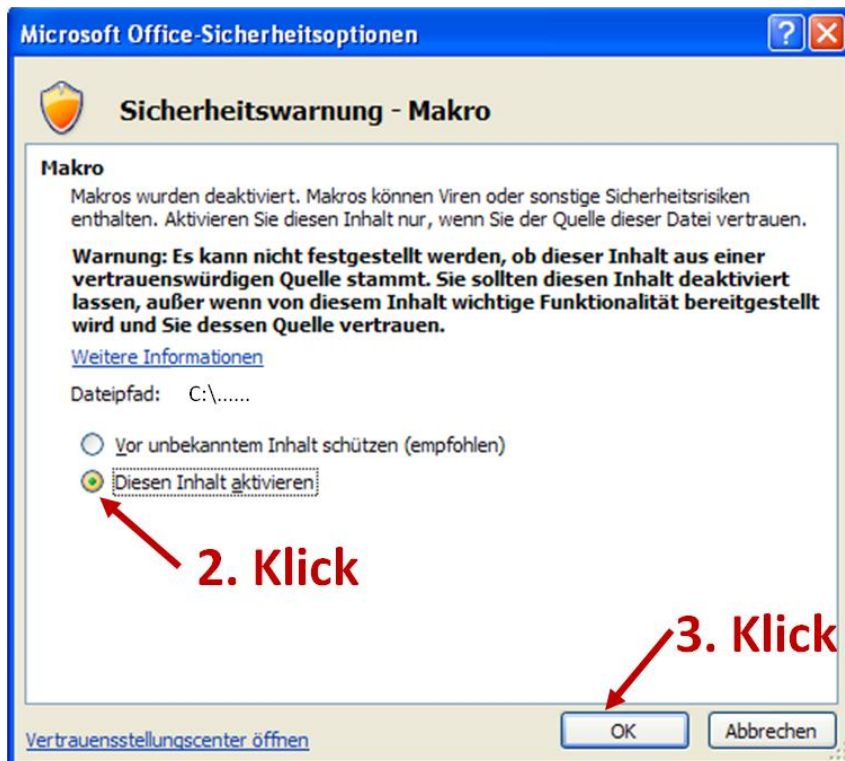 Microsoft Office-Sicherheitsoptionen
Sicherheitswarnung - Makro
Makro
Makros wurden deaktiviert. Makros können Viren oder sonstige Sicherheitsrisiken
enthalten. Aktivieren Sie diesen Inhalt nur, wenn Sie der Quelle dieser Datei vertrauen.
Warnung: Es kann nicht festgestellt werden, ob dieser Inhalt aus einer
vertrauenswürdigen Quelle stammt. Sie sollten diesen Inhalt deaktiviert
lassen, außer wenn von diesem Inhalt wichtige Funktionalität bereitgestellt
wird und Sie dessen Quelle vertrauen.
Weitere Informationen
Dateipfad: C:\......
Vor unbekanntem Inhalt schützen (empfohlen)
Diesen Inhalt aktivieren
2. Klick
3. Klick
Vertrauensstellungscenter öffnen
OK
Abbrechen